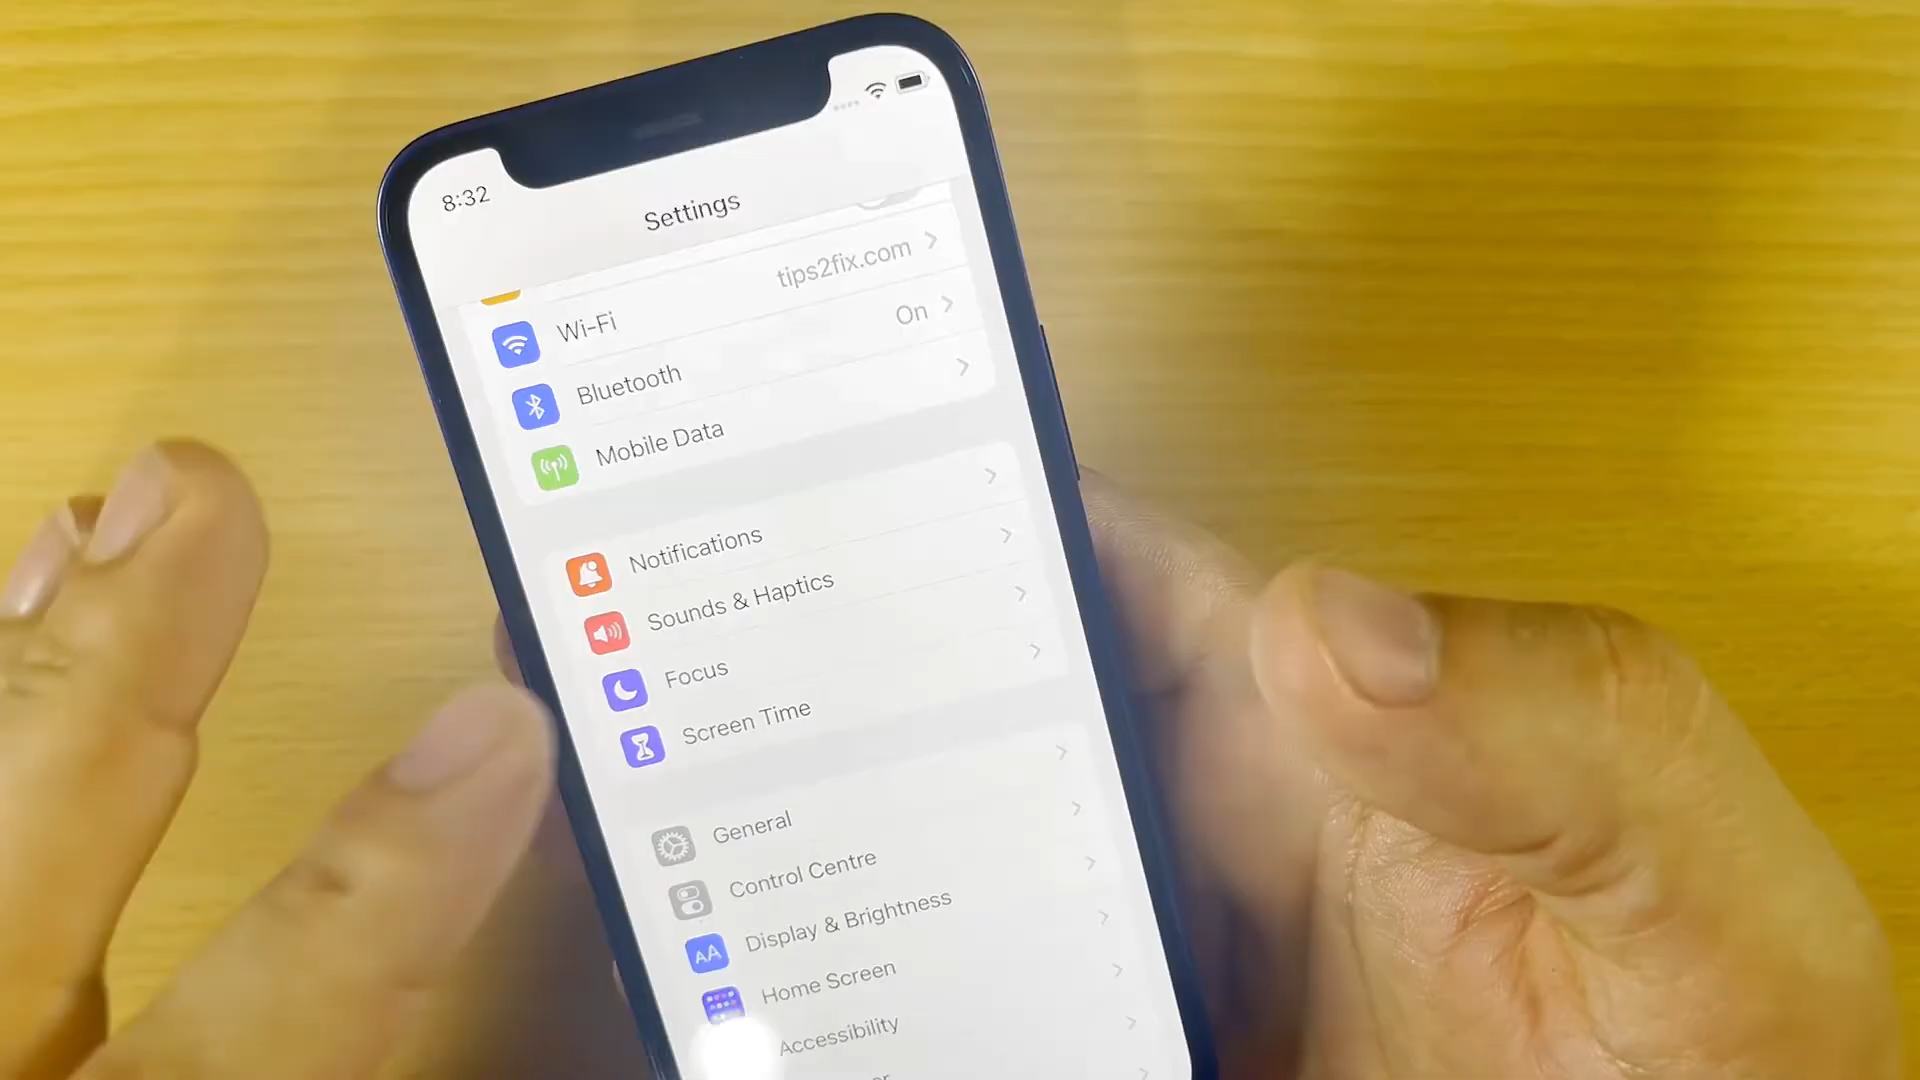 8:32
Settings
Wi-Fi tips2fix.com
Bluetooth On
Mobile Data
Notifications
Sounds & Haptics
Focus
Screen Time
General
Control Centre
AA Display & Brightness
Home Screen
Accessibility